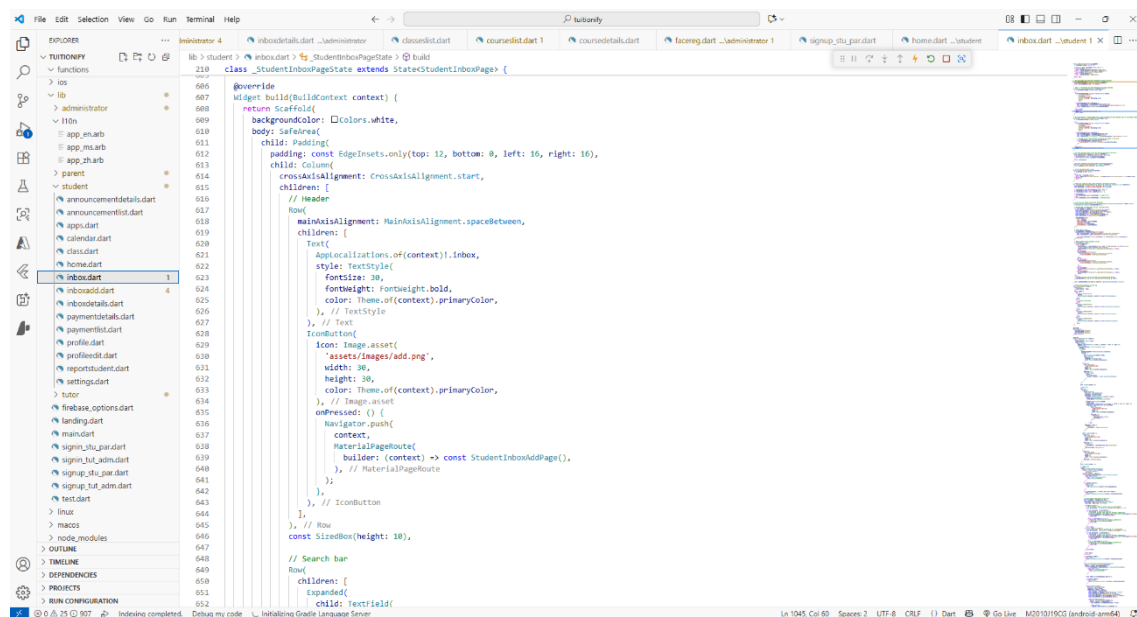 File Edit Selection View Go Run Terminal Help
tuitionify
EXPLORER
TUITIONIFY
functions
ios
lib
administrator
l10n
app_en.arb
app_ms.arb
app_zh.arb
parent
student
announcementdetails.dart
announcementlist.dart
apps.dart
calendar.dart
class.dart
home.dart
inbox.dart 1
inboxadd.dart 4
inboxdetails.dart
paymentdetails.dart
paymentlist.dart
profile.dart
profileedit.dart
reportstudent.dart
settings.dart
tutor
firebase_options.dart
landing.dart
main.dart
signin_stu_par.dart
signin_tut_adm.dart
signup_stu_par.dart
signup_tut_adm.dart
test.dart
linux
macos
node_modules
OUTLINE
TIMELINE
DEPENDENCIES
PROJECTS
RUN CONFIGURATION
ministrator 4 inboxdetails.dart ...\administrator classeslist.dart courseslist.dart 1 coursedetails.dart facereg.dart ...\administrator 1 signup_stu_par.dart home.dart ...\student inbox.dart ...\student 1
lib > student > inbox.dart > _StudentInboxPageState > build
210 class _StudentInboxPageState extends State<StudentInboxPage> {
606 @override
607 Widget build(BuildContext context) {
608 return Scaffold(
609 backgroundColor: Colors.white,
610 body: SafeArea(
611 child: Padding(
612 padding: const EdgeInsets.only(top: 12, bottom: 0, left: 16, right: 16),
613 child: Column(
614 crossAxisAlignment: CrossAxisAlignment.start,
615 children: [
616 // Header
617 Row(
618 mainAxisAlignment: MainAxisAlignment.spaceBetween,
619 children: [
620 Text(
621 AppLocalizations.of(context)!.inbox,
622 style: TextStyle(
623 fontSize: 30,
624 fontWeight: FontWeight.bold,
625 color: Theme.of(context).primaryColor,
626 ), // TextStyle
627 ), // Text
628 IconButton(
629 icon: Image.asset(
630 'assets/images/add.png',
631 width: 30,
632 height: 30,
633 color: Theme.of(context).primaryColor,
634 ), // Image.asset
635 onPressed: () {
636 Navigator.push(
637 context,
638 MaterialPageRoute(
639 builder: (context) => const StudentInboxAddPage(),
640 ), // MaterialPageRoute
641 );
642 },
643 ), // IconButton
644 ],
645 ), // Row
646 const SizedBox(height: 10),
647
648 // Search bar
649 Row(
650 children: [
651 Expanded(
652 child: TextField(
0 25 907 Indexing completed. Debug my code Initializing Gradle Language Server Ln 1045, Col 60 Spaces: 2 UTF-8 CRLF {} Dart Go Live M2010J19CG (android-arm64)